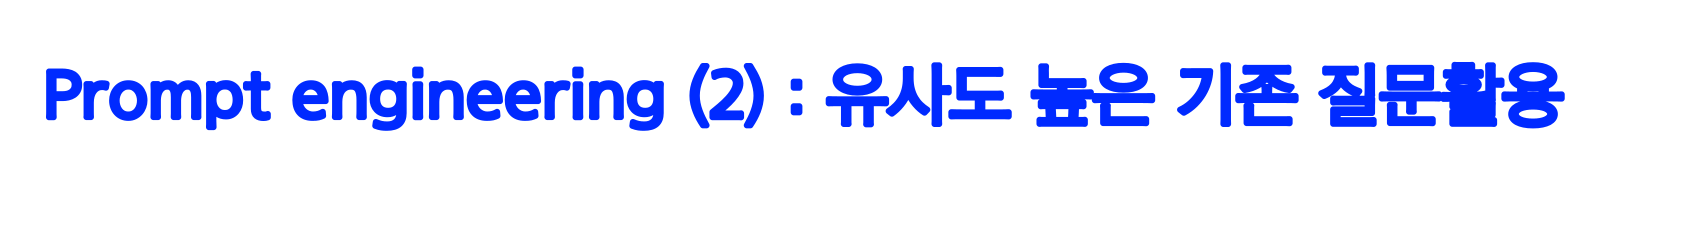 Prompt engineering (2) : 유사도 높은 기존 질문활용